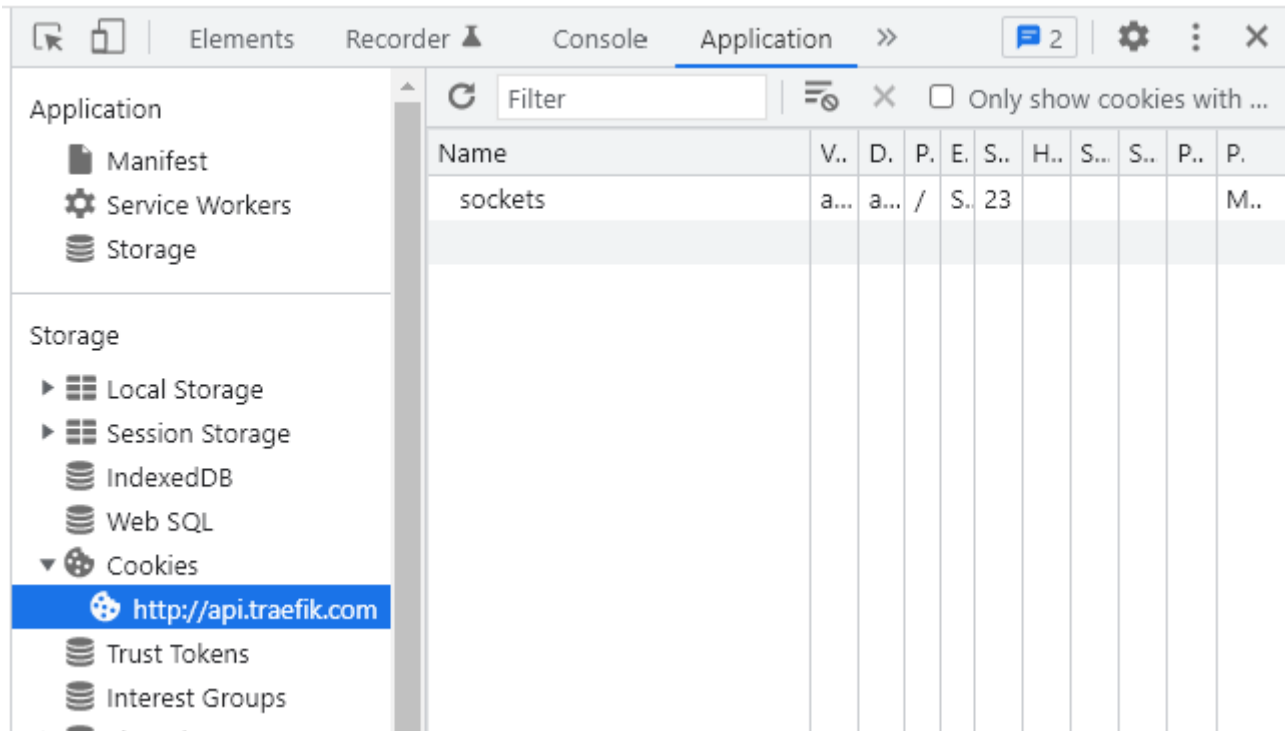 Elements Recorder Console Application » 2
Application
Manifest
Service Workers
Storage
Storage
Local Storage
Session Storage
IndexedDB
Web SQL
Cookies
http://api.traefik.com
Trust Tokens
Interest Groups
Filter Only show cookies with ...
Name V.. D. P. E. S.. H.. S... S... P.. P.
sockets a... a... / S.. 23 M..